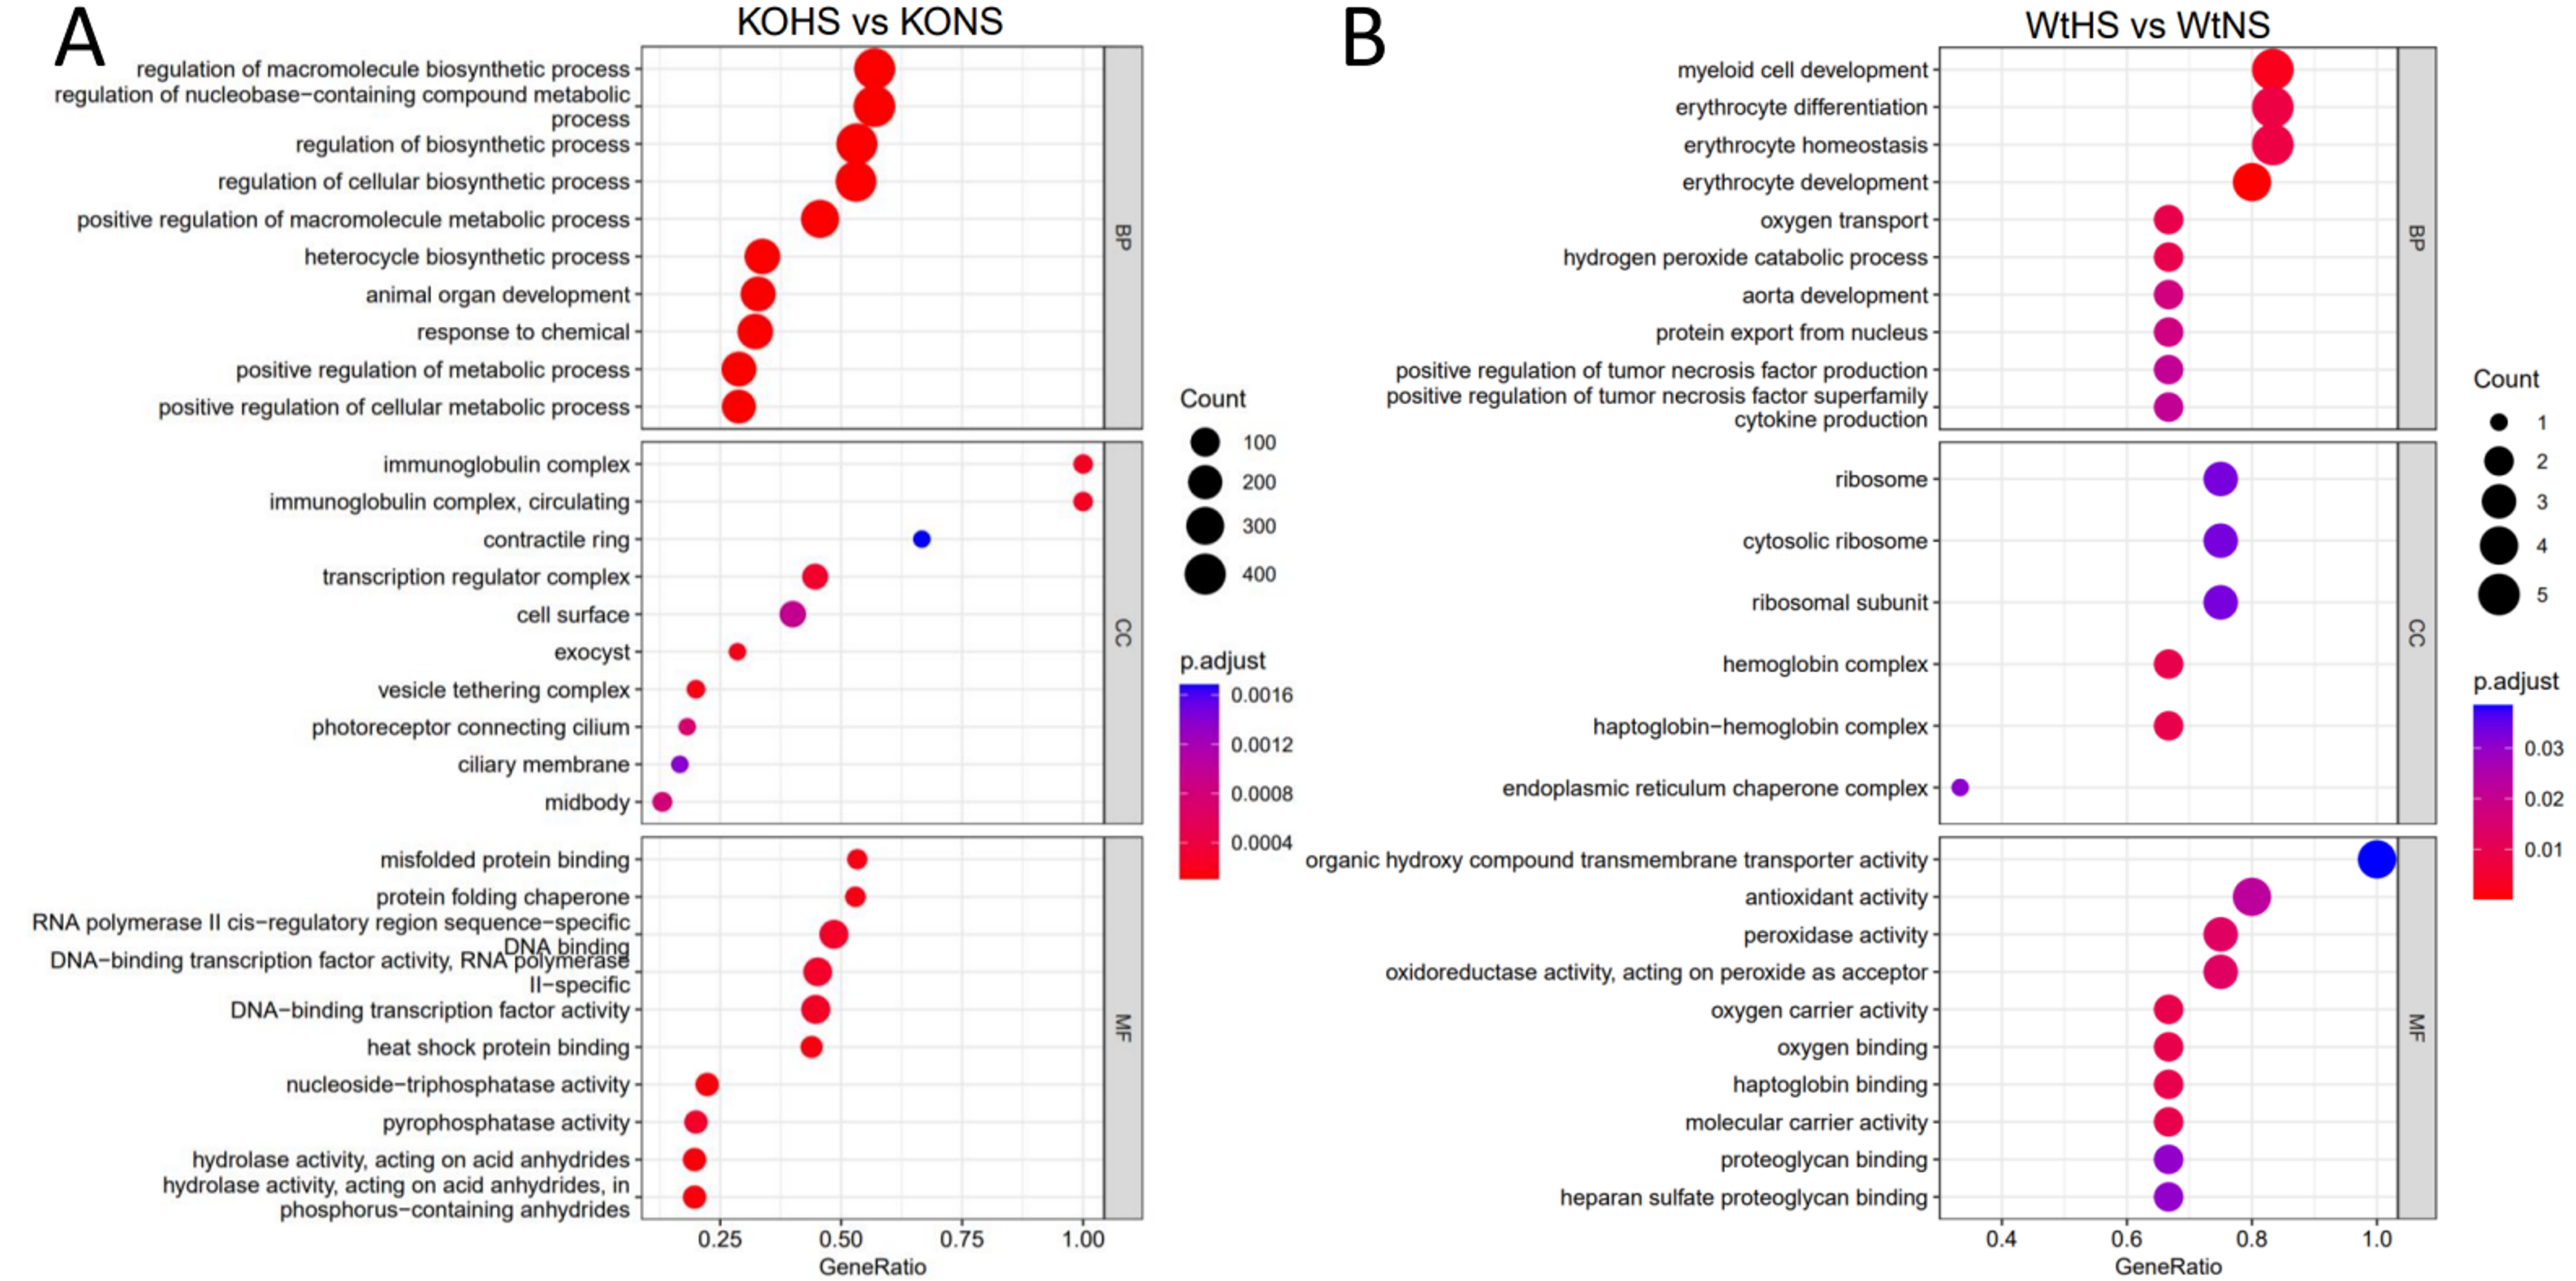 A
KOHS vs KONS
regulation of macromolecule biosynthetic process
regulation of nucleobase−containing compound metabolic
process
regulation of biosynthetic process
regulation of cellular biosynthetic process
positive regulation of macromolecule metabolic process
heterocycle biosynthetic process
animal organ development
response to chemical
positive regulation of metabolic process
positive regulation of cellular metabolic process
BP
immunoglobulin complex
immunoglobulin complex, circulating
contractile ring
transcription regulator complex
cell surface
exocyst
vesicle tethering complex
photoreceptor connecting cilium
ciliary membrane
midbody
CC
misfolded protein binding
protein folding chaperone
RNA polymerase II cis−regulatory region sequence−specific
DNA binding
DNA−binding transcription factor activity, RNA polymerase
II−specific
DNA−binding transcription factor activity
heat shock protein binding
nucleoside−triphosphatase activity
pyrophosphatase activity
hydrolase activity, acting on acid anhydrides
hydrolase activity, acting on acid anhydrides, in
phosphorus−containing anhydrides
MF
0.25 0.50 0.75 1.00
GeneRatio
Count
100
200
300
400
p.adjust
0.0016
0.0012
0.0008
0.0004
B
WtHS vs WtNS
myeloid cell development
erythrocyte differentiation
erythrocyte homeostasis
erythrocyte development
oxygen transport
hydrogen peroxide catabolic process
aorta development
protein export from nucleus
positive regulation of tumor necrosis factor production
positive regulation of tumor necrosis factor superfamily
cytokine production
BP
ribosome
cytosolic ribosome
ribosomal subunit
hemoglobin complex
haptoglobin−hemoglobin complex
endoplasmic reticulum chaperone complex
CC
organic hydroxy compound transmembrane transporter activity
antioxidant activity
peroxidase activity
oxidoreductase activity, acting on peroxide as acceptor
oxygen carrier activity
oxygen binding
haptoglobin binding
molecular carrier activity
proteoglycan binding
heparan sulfate proteoglycan binding
MF
0.4 0.6 0.8 1.0
GeneRatio
Count
1
2
3
4
5
p.adjust
0.03
0.02
0.01